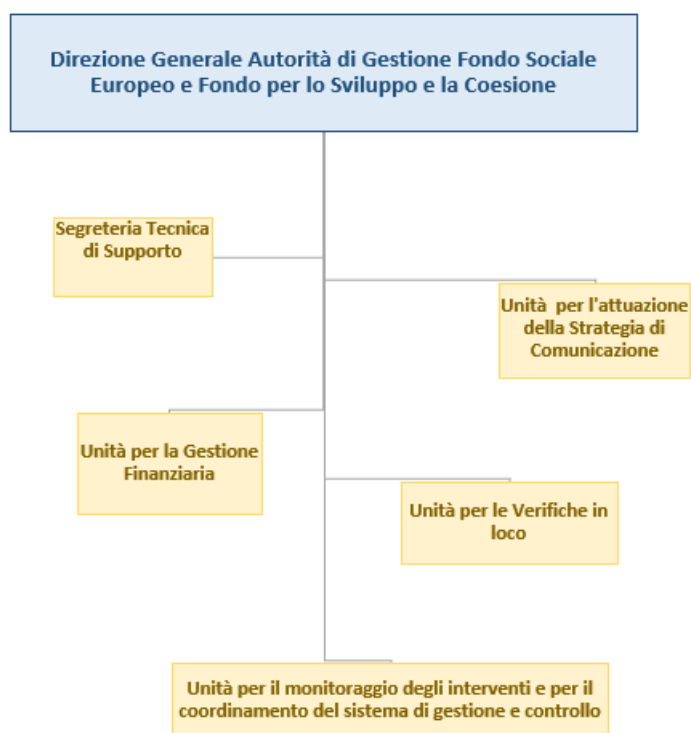 Direzione Generale Autorità di Gestione Fondo Sociale
Europeo e Fondo per lo Sviluppo e la Coesione
Segreteria Tecnica
di Supporto
Unità per l'attuazione
della Strategia di
Comunicazione
Unità per la Gestione
Finanziaria
Unità per le Verifiche in
loco
Unità per il monitoraggio degli interventi e per il
coordinamento del sistema di gestione e controllo